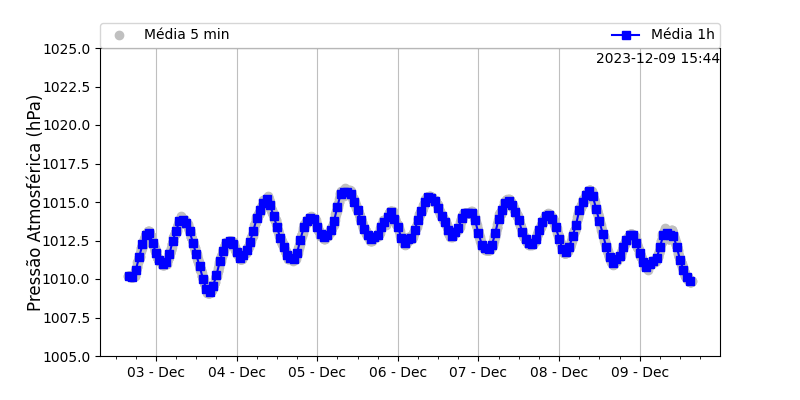 Média 5 min
Média 1h
2023-12-09 15:44
Pressão Atmosférica (hPa)
1025.0
1022.5
1020.0
1017.5
1015.0
1012.5
1010.0
1007.5
1005.0
03 - Dec
04 - Dec
05 - Dec
06 - Dec
07 - Dec
08 - Dec
09 - Dec